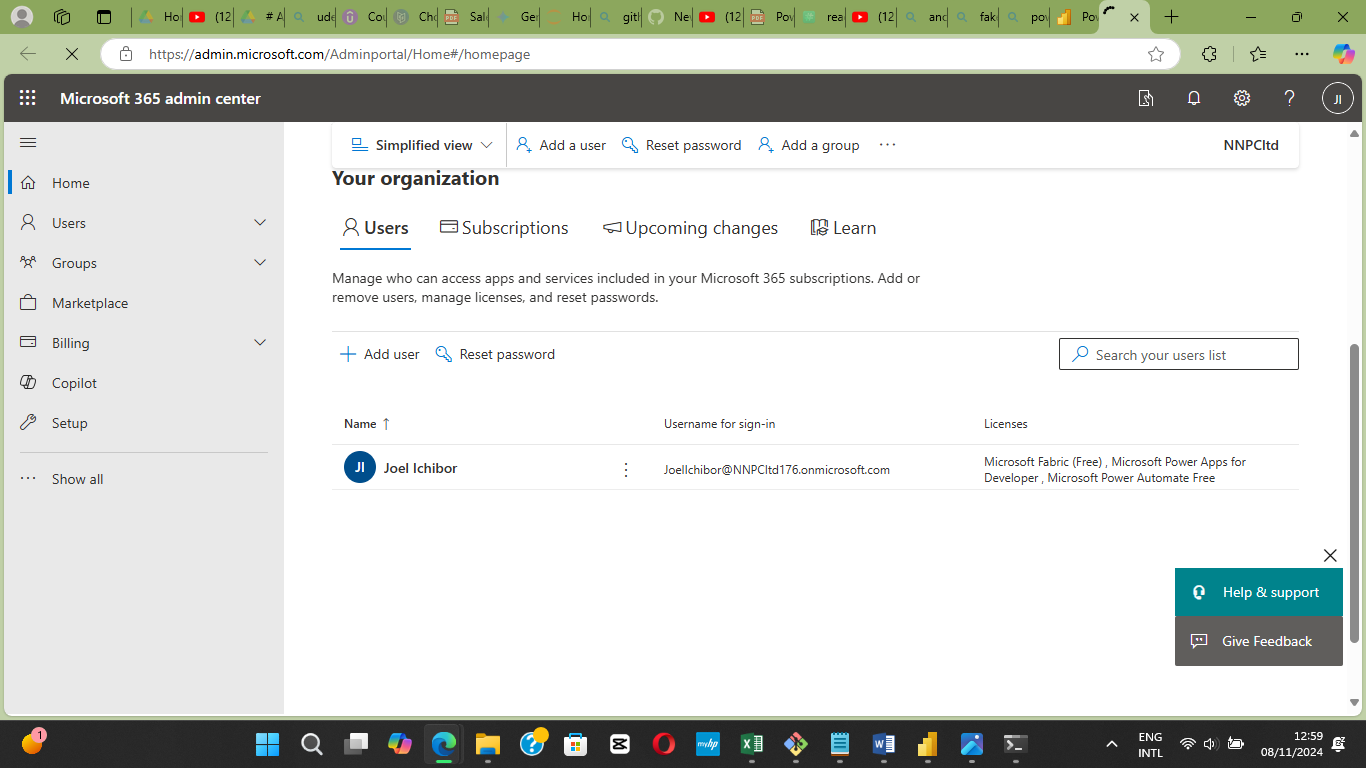 Hor
(12
# A
ude
Cou
Cho
Sale
Ger
Ho
gitl
Ne
(12
Pov
rea
(12
anc
fak
pov
Pov
https://admin.microsoft.com/Adminportal/Home#/homepage
Microsoft 365 admin center
JI
Simplified view
Add a user
Reset password
Add a group
NNPCltd
Home
Users
Groups
Marketplace
Billing
Copilot
Setup
Show all
Your organization
Users
Subscriptions
Upcoming changes
Learn
Manage who can access apps and services included in your Microsoft 365 subscriptions. Add or
remove users, manage licenses, and reset passwords.
Add user
Reset password
Search your users list
Name ↑
Username for sign-in
Licenses
JI
Joel Ichibor
JoelIchibor@NNPCltd176.onmicrosoft.com
Microsoft Fabric (Free) , Microsoft Power Apps for
Developer , Microsoft Power Automate Free
Help & support
Give Feedback
1
myhp
ENG
INTL
12:59
08/11/2024